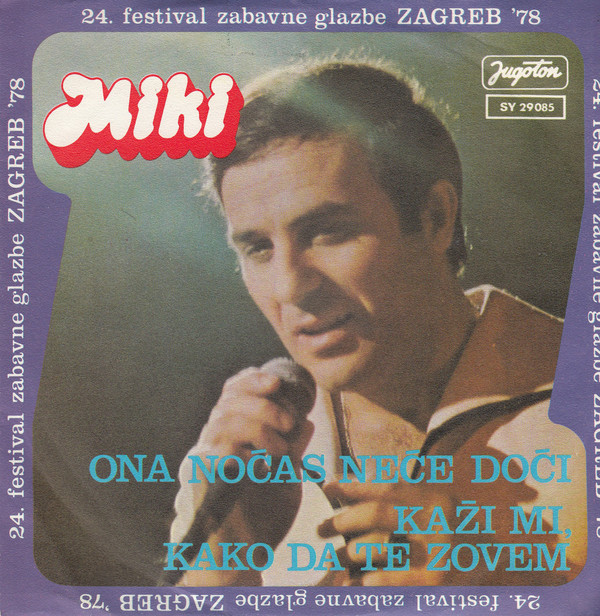 24. festival zabavne glazbe ZAGREB '78
Miki
Jugoton
SY 29085
ONA NOĆAS NEĆE DOĆI
KAŽI MI,
KAKO DA TE ZOVEM
24. festival zabavne glazbe ZAGREB '78
24. festival zabavne glazbe ZAGREB '78
24. festival zabavne glazbe ZAGREB '78